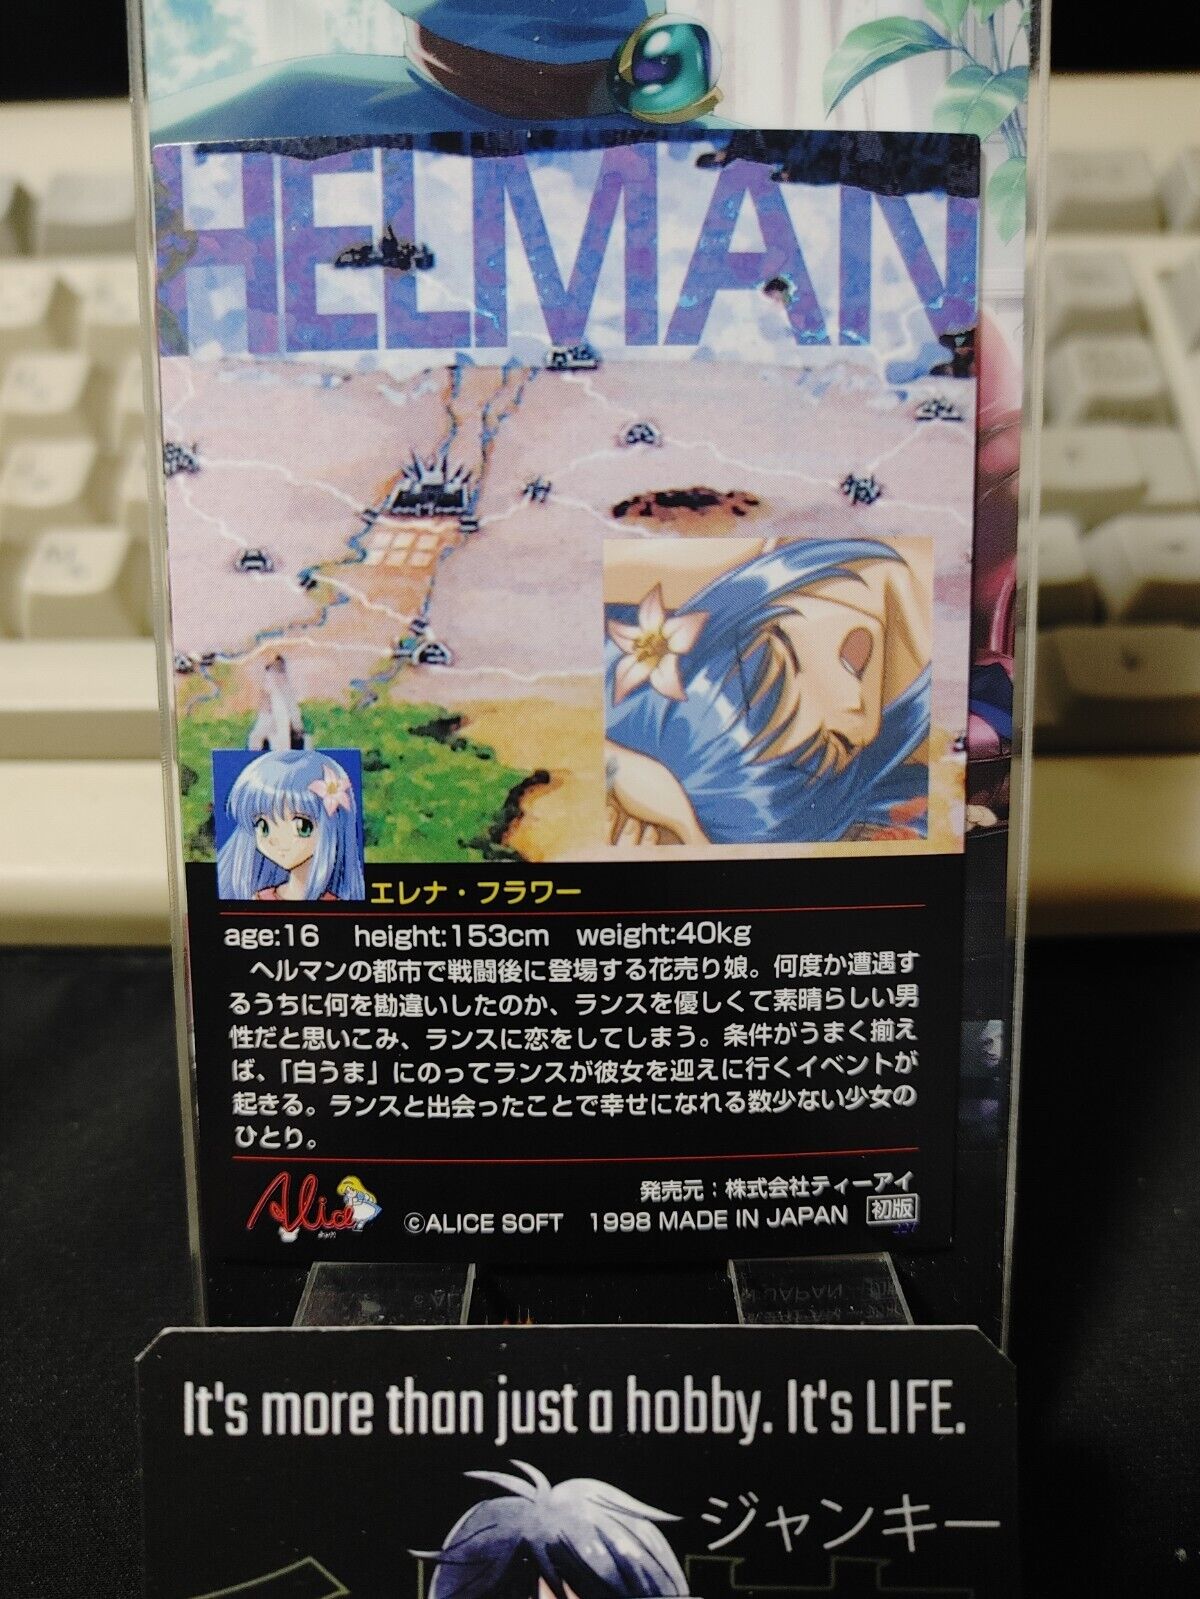 HELMAN
エレナ・フラワー
age:16 height:153cm weight:40kg
ヘルマンの都市で戦闘後に登場する花売り娘。何度か遭遇す
るうちに何を勘違いしたのか、ランスを優しくて素晴らしい男
性だと思いこみ、ランスに恋をしてしまう。条件がうまく揃え
ば、「白うま」にのってランスが彼女を迎えに行くイベントが
起きる。ランスと出会ったことで幸せになれる数少ない少女の
ひとり。
Alice
発売元：株式会社ティーアイ
©ALICE SOFT 1998 MADE IN JAPAN 初版
227
It's more than just a hobby. It's LIFE.
ジャンキー